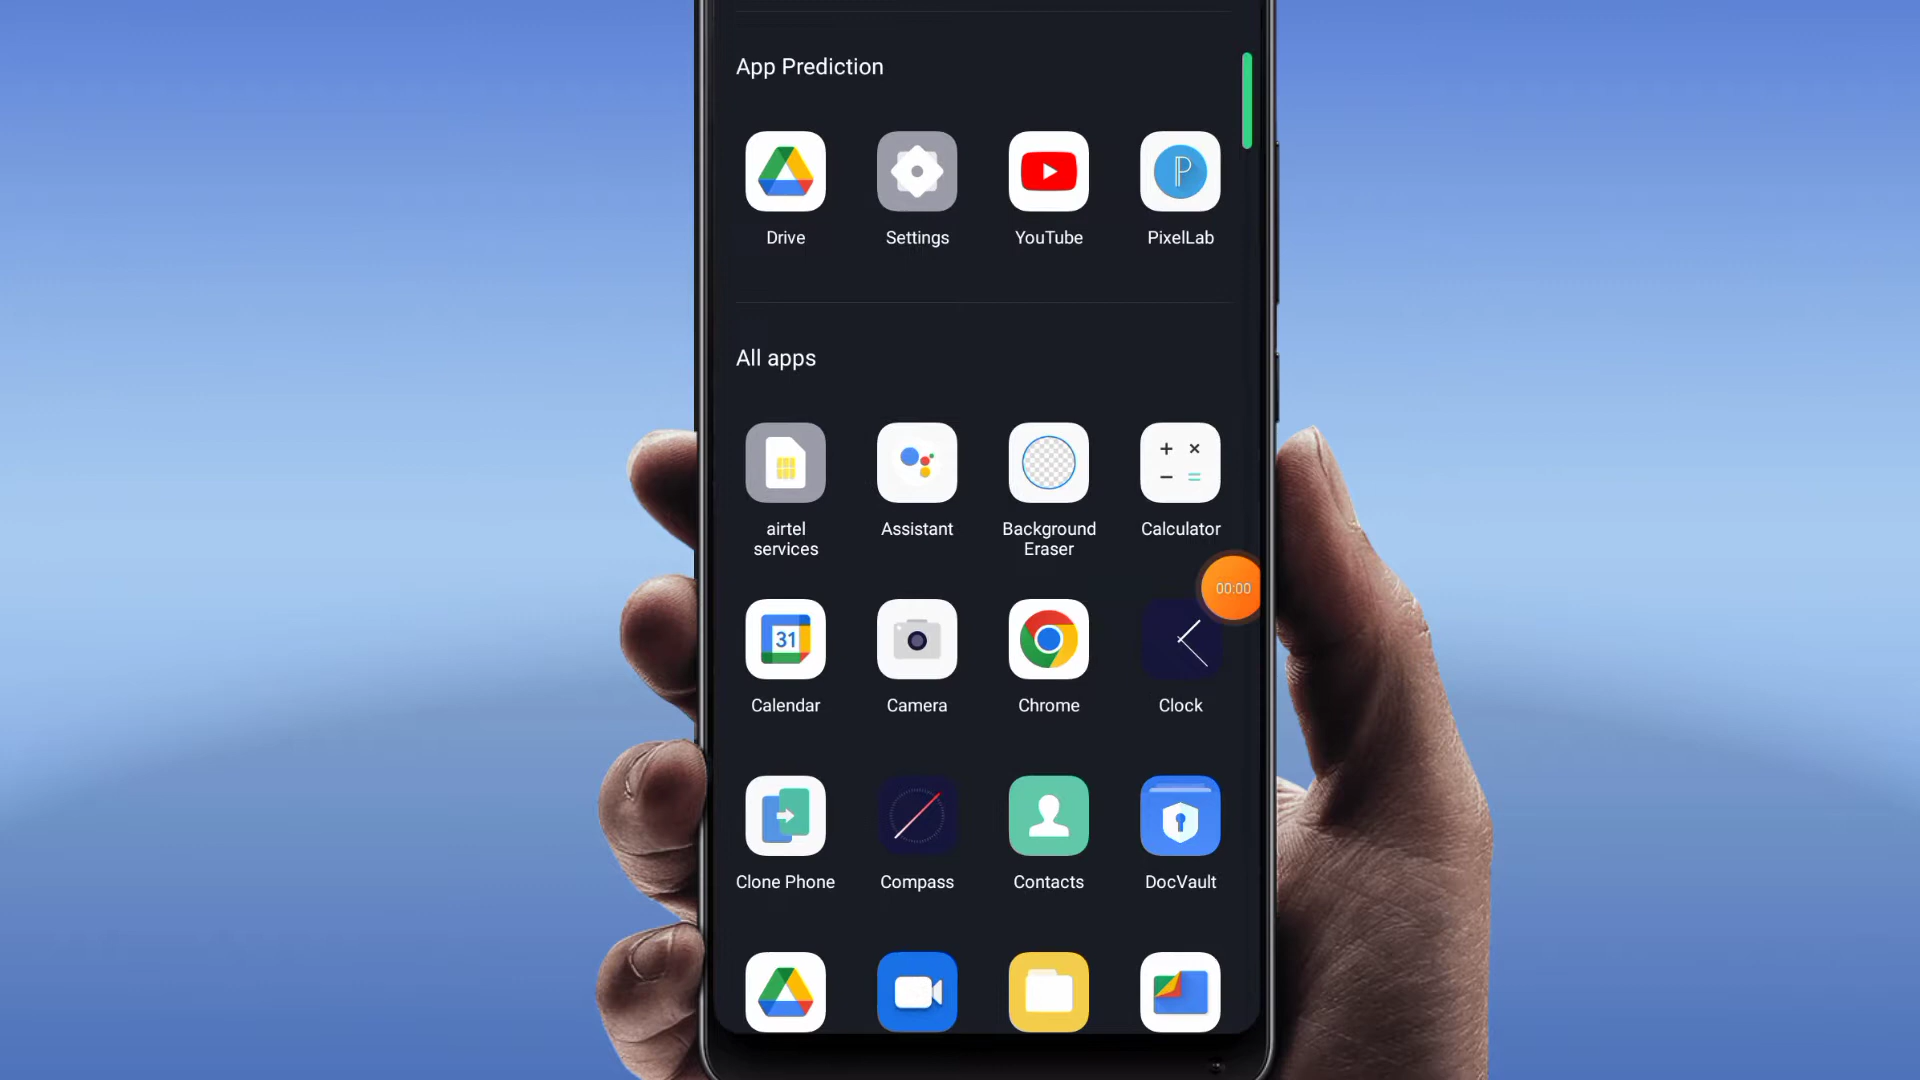 App Prediction
Drive
Settings
YouTube
PixelLab
All apps
airtel
services
Assistant
Background
Eraser
Calculator
00:00
31
Calendar
Camera
Chrome
Clock
Clone Phone
Compass
Contacts
DocVault